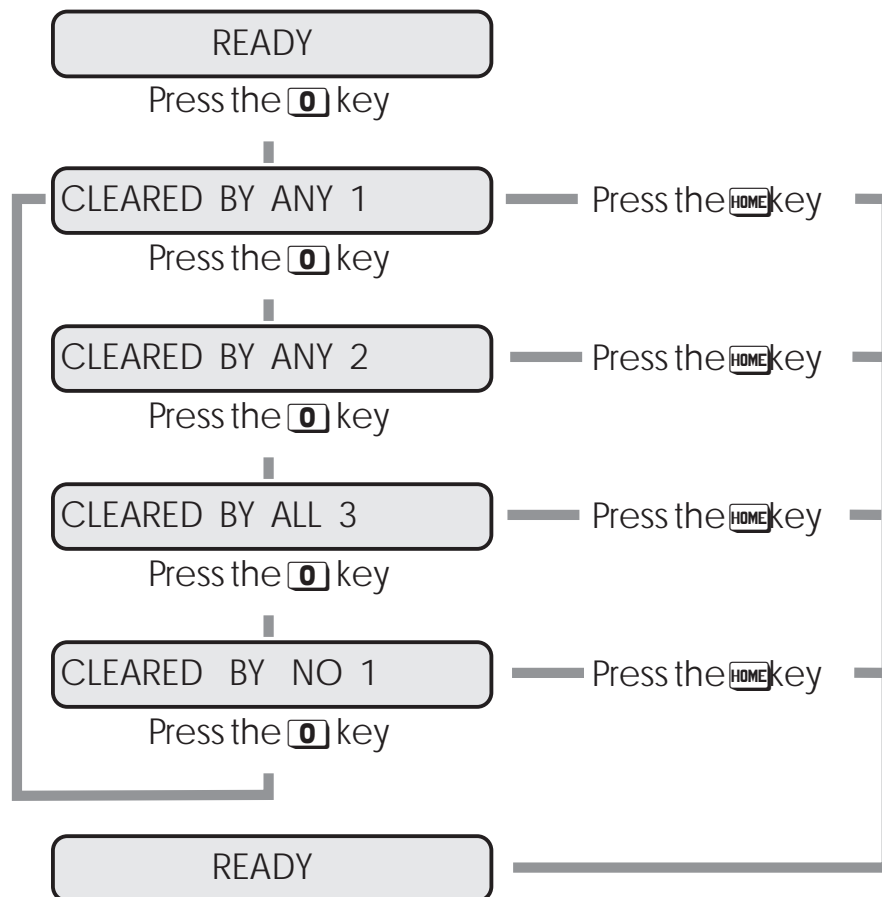 READY
Press the 0 key
CLEARED BY ANY 1
Press the HOME key
Press the 0 key
CLEARED BY ANY 2
Press the HOME key
Press the 0 key
CLEARED BY ALL 3
Press the HOME key
Press the 0 key
CLEARED BY NO 1
Press the HOME key
Press the 0 key
READY